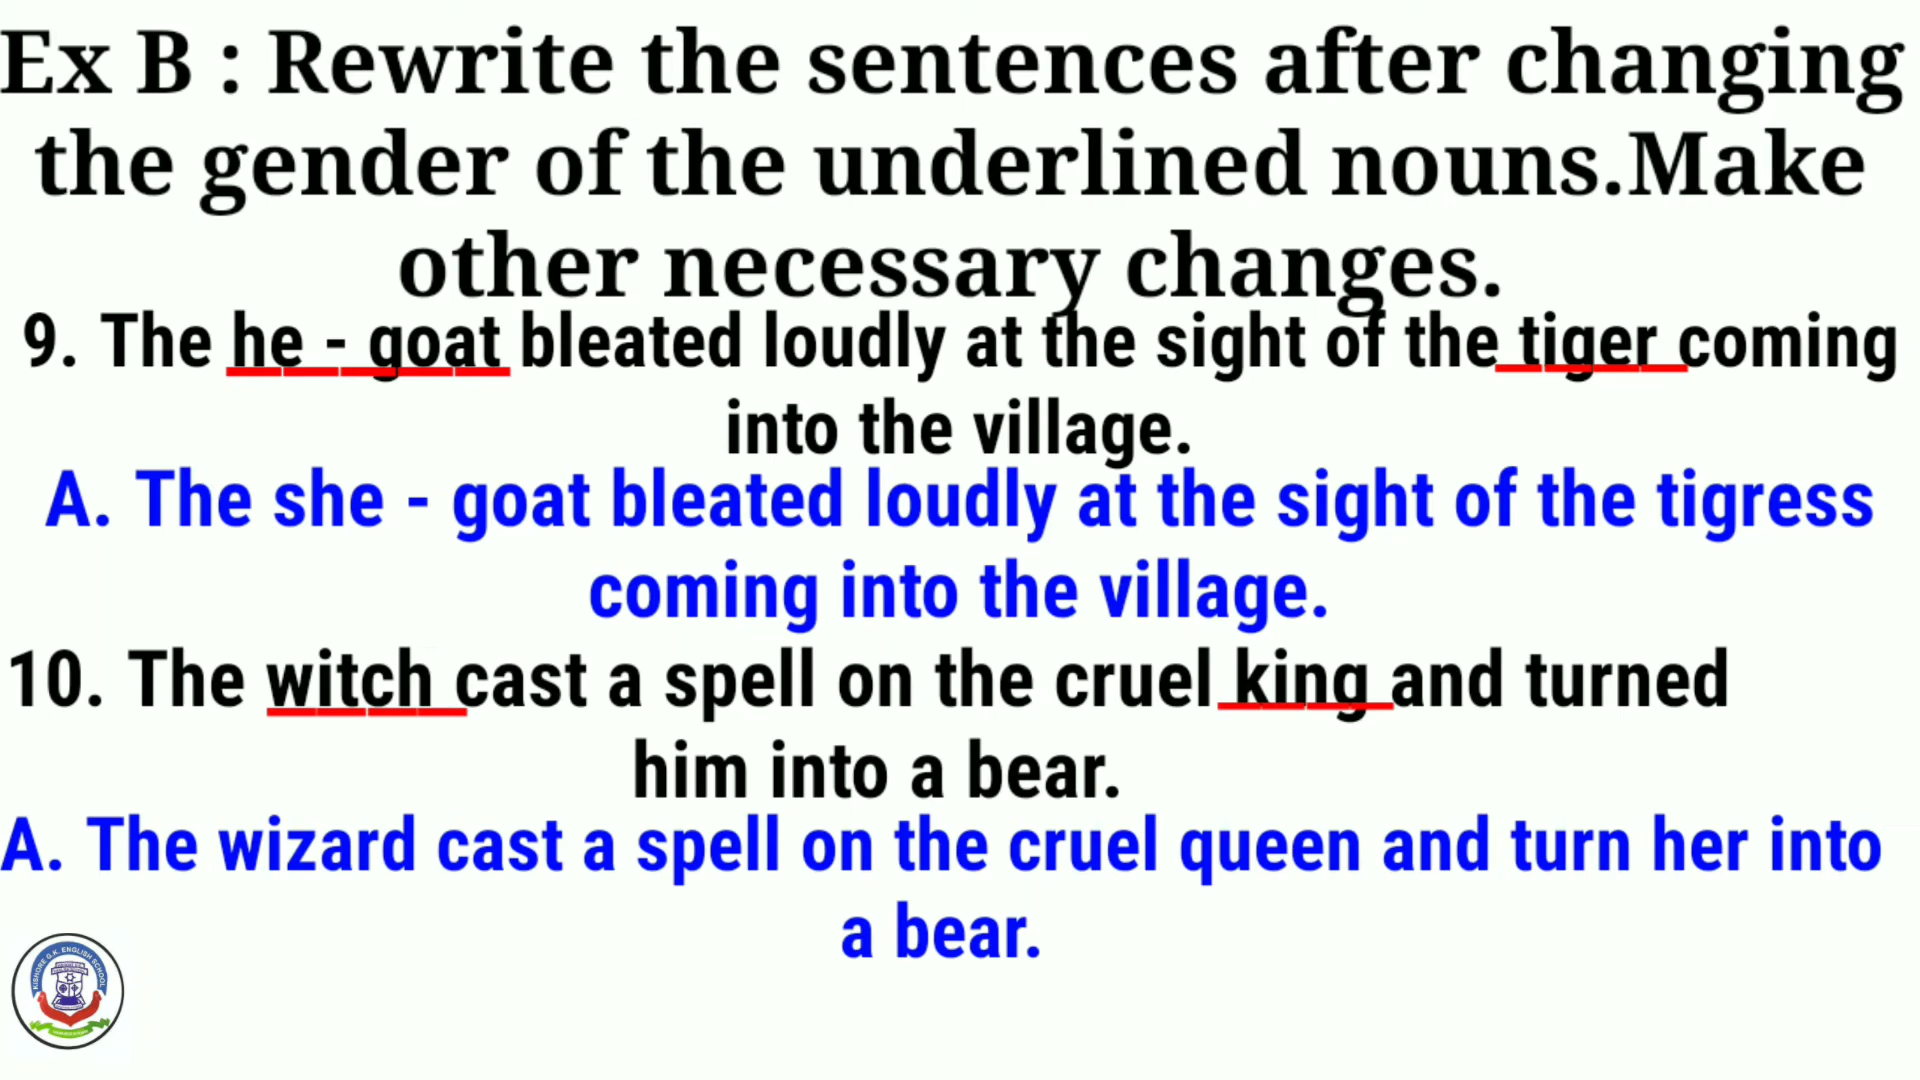 Ex B : Rewrite the sentences after changing
the gender of the underlined nouns.Make
other necessary changes.
9. The he - goat bleated loudly at the sight of the tiger coming
into the village.
A. The she - goat bleated loudly at the sight of the tigress
coming into the village.
10. The witch cast a spell on the cruel king and turned
him into a bear.
A. The wizard cast a spell on the cruel queen and turn her into
a bear.
KISHORE G.K. ENGLISH SCHOOL